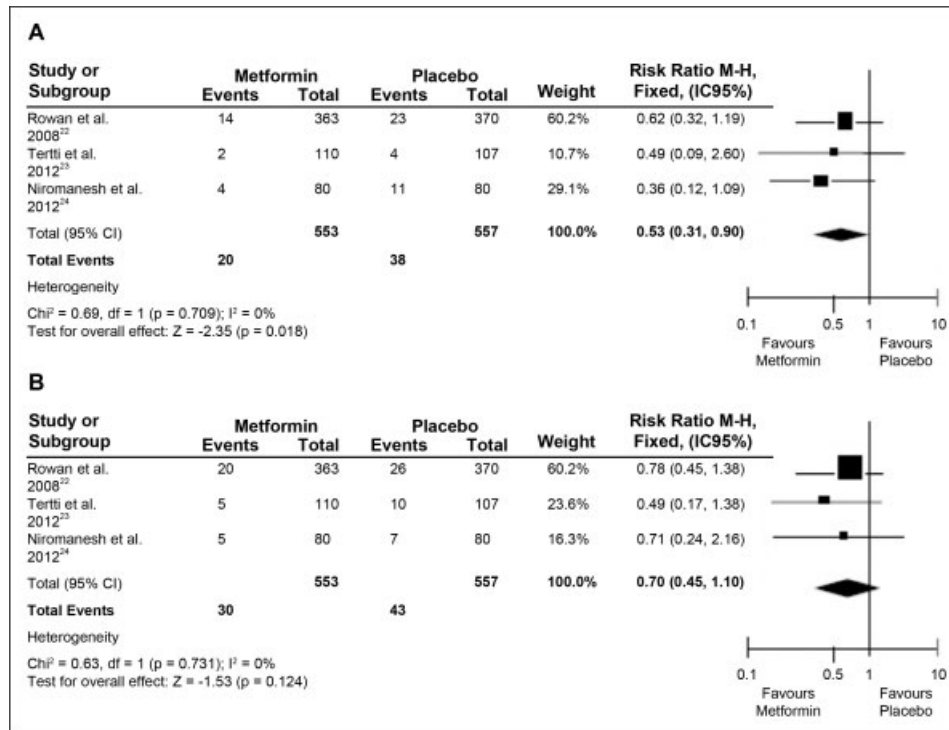 A
Study or Subgroup Metformin Events Total Placebo Events Total Weight Risk Ratio M-H, Fixed, (IC95%)
Rowan et al. 2008²² 14 363 23 370 60.2% 0.62 (0.32, 1.19)
Tertti et al. 2012²³ 2 110 4 107 10.7% 0.49 (0.09, 2.60)
Niromanesh et al. 2012²⁴ 4 80 11 80 29.1% 0.36 (0.12, 1.09)
Total (95% CI) 553 557 100.0% 0.53 (0.31, 0.90)
Total Events 20 38
Heterogeneity
Chi² = 0.69, df = 1 (p = 0.709); I² = 0%
Test for overall effect: Z = -2.35 (p = 0.018)
0.1 0.5 1 10
Favours Metformin Favours Placebo
B
Study or Subgroup Metformin Events Total Placebo Events Total Weight Risk Ratio M-H, Fixed, (IC95%)
Rowan et al. 2008²² 20 363 26 370 60.2% 0.78 (0.45, 1.38)
Tertti et al. 2012²³ 5 110 10 107 23.6% 0.49 (0.17, 1.38)
Niromanesh et al. 2012²⁴ 5 80 7 80 16.3% 0.71 (0.24, 2.16)
Total (95% CI) 553 557 100.0% 0.70 (0.45, 1.10)
Total Events 30 43
Heterogeneity
Chi² = 0.63, df = 1 (p = 0.731); I² = 0%
Test for overall effect: Z = -1.53 (p = 0.124)
0.1 0.5 1 10
Favours Metformin Favours Placebo